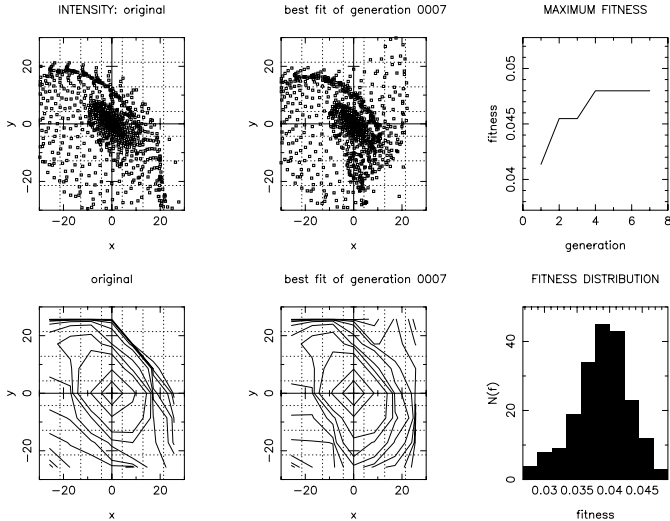 INTENSITY: original
best fit of generation 0007
MAXIMUM FITNESS
y
20
0
−20
−20
0
20
x
y
20
0
−20
−20
0
20
x
fitness
0.05
0.045
0.04
0
2
4
6
8
generation
original
best fit of generation 0007
FITNESS DISTRIBUTION
y
20
0
−20
−20
0
20
x
y
20
0
−20
−20
0
20
x
N(f)
40
20
0
0.03
0.035
0.04
0.045
fitness